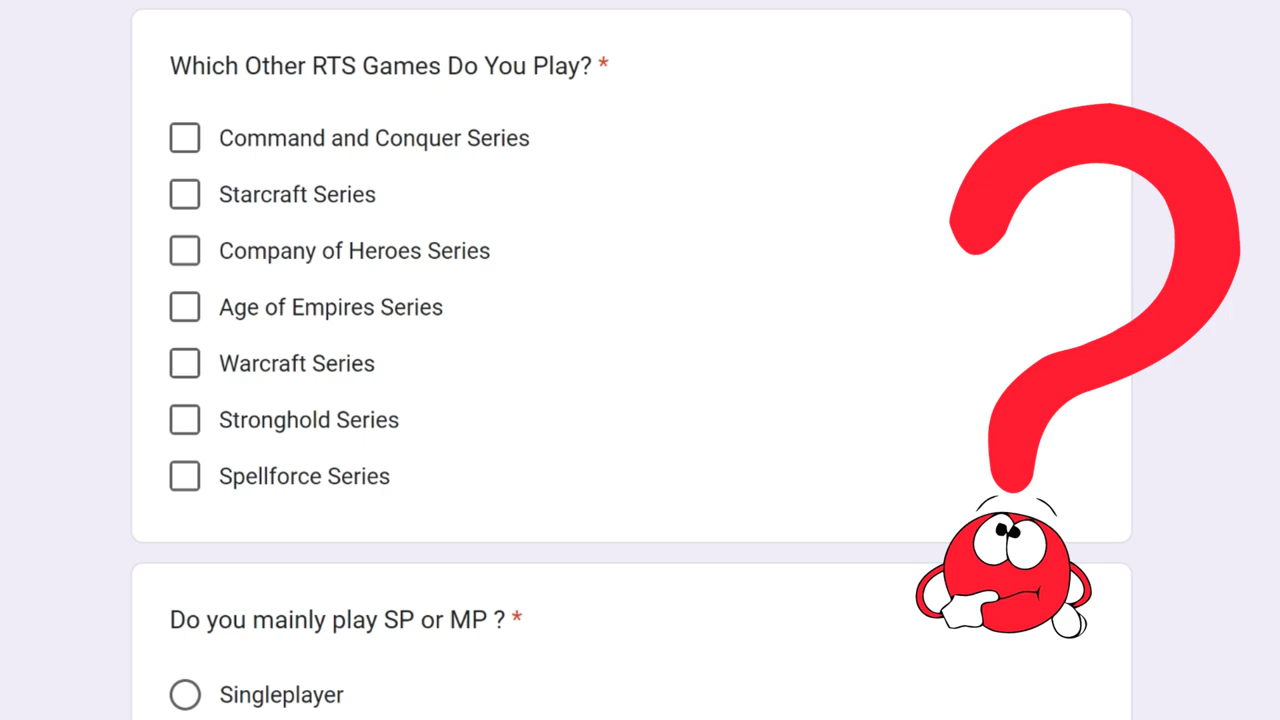 Which Other RTS Games Do You Play? *
Command and Conquer Series
Starcraft Series
Company of Heroes Series
Age of Empires Series
Warcraft Series
Stronghold Series
Spellforce Series
Do you mainly play SP or MP ? *
Singleplayer